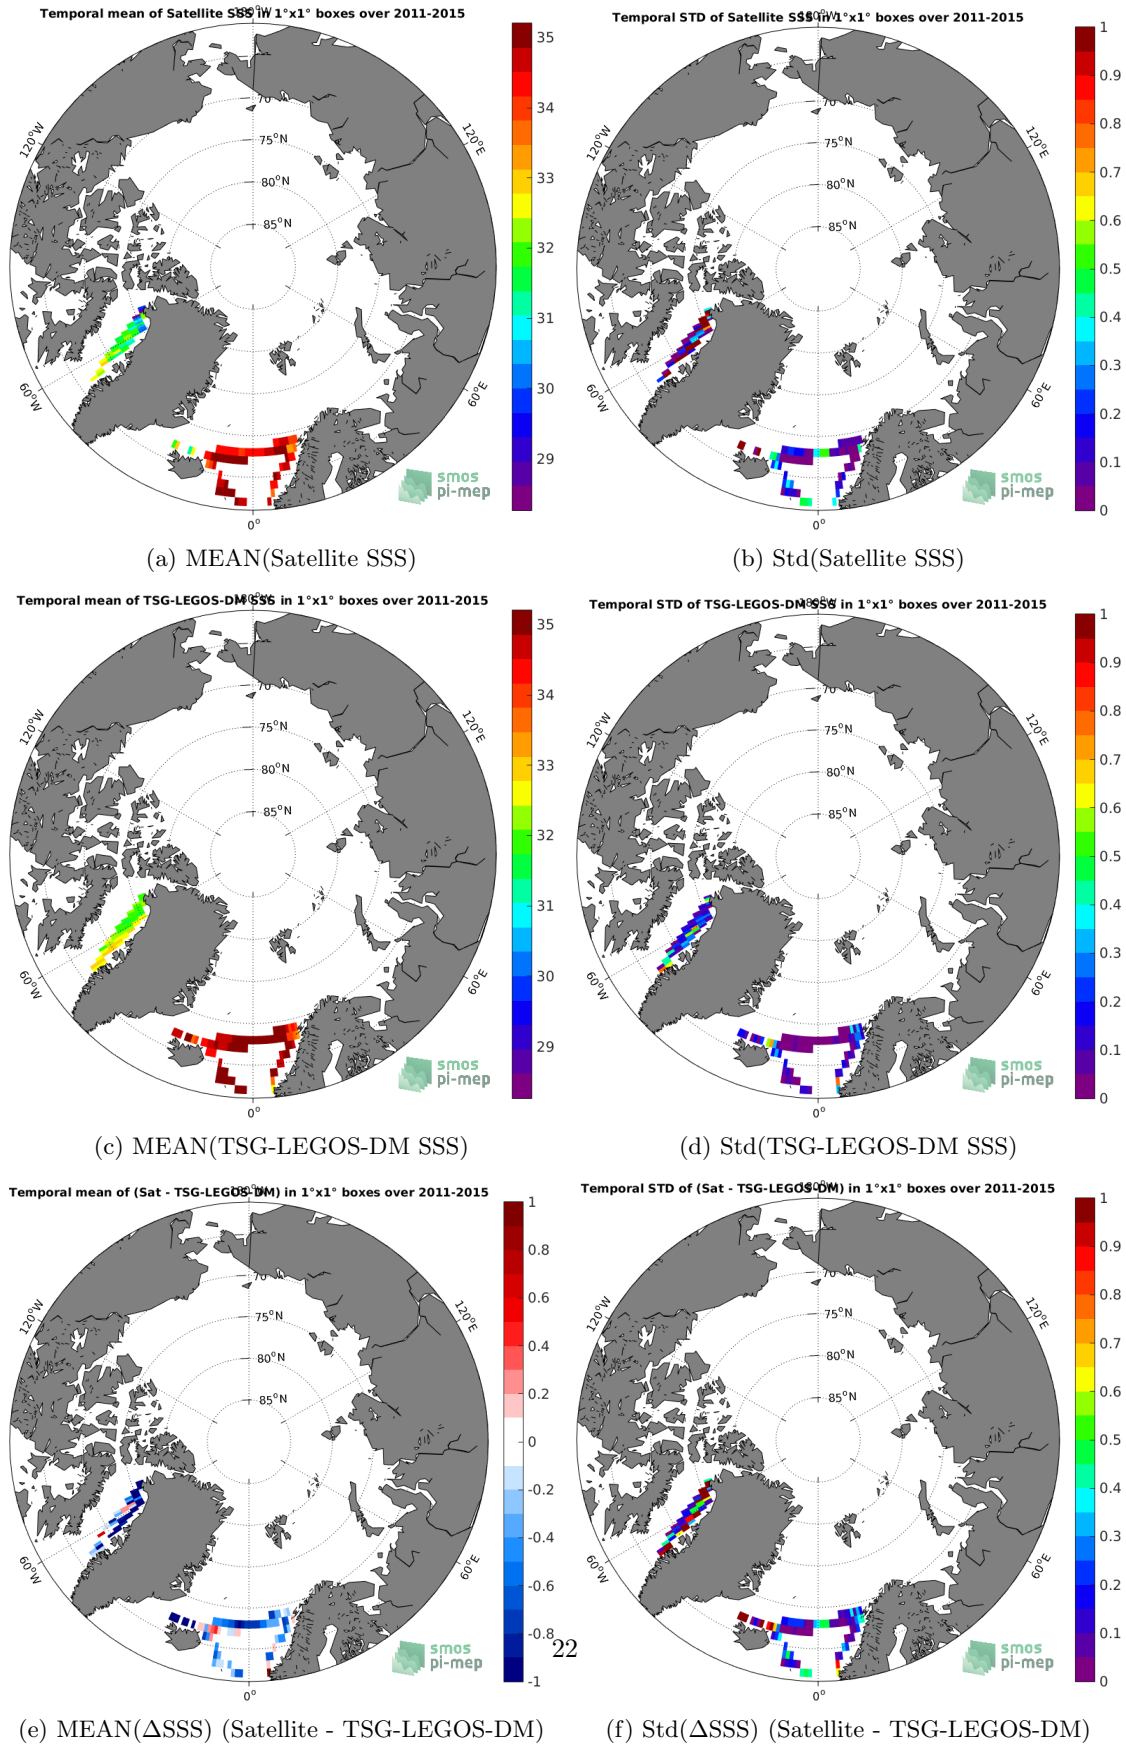 Temporal mean of Satellite SSS in 1°x1° boxes over 2011-2015
180°W
120°W
120°E
70
75°N
80°N
85°N
60°W
60°E
0°
35
34
33
32
31
30
29
smos
pi-mep
(a) MEAN(Satellite SSS)
Temporal STD of Satellite SSS in 1°x1° boxes over 2011-2015
180°W
120°W
120°E
70
75°N
80°N
85°N
60°W
60°E
0°
1
0.9
0.8
0.7
0.6
0.5
0.4
0.3
0.2
0.1
0
smos
pi-mep
(b) Std(Satellite SSS)
Temporal mean of TSG-LEGOS-DM SSS in 1°x1° boxes over 2011-2015
180°W
120°W
120°E
70
75°N
80°N
85°N
60°W
60°E
0°
35
34
33
32
31
30
29
smos
pi-mep
(c) MEAN(TSG-LEGOS-DM SSS)
Temporal STD of TSG-LEGOS-DM SSS in 1°x1° boxes over 2011-2015
180°W
120°W
120°E
70
75°N
80°N
85°N
60°W
60°E
0°
1
0.9
0.8
0.7
0.6
0.5
0.4
0.3
0.2
0.1
0
smos
pi-mep
(d) Std(TSG-LEGOS-DM SSS)
Temporal mean of (Sat - TSG-LEGOS-DM) in 1°x1° boxes over 2011-2015
180°W
120°W
120°E
70
75°N
80°N
85°N
60°W
60°E
0°
1
0.8
0.6
0.4
0.2
0
-0.2
-0.4
-0.6
-0.8
-1
smos
pi-mep
(e) MEAN(ΔSSS) (Satellite - TSG-LEGOS-DM)
Temporal STD of (Sat - TSG-LEGOS-DM) in 1°x1° boxes over 2011-2015
180°W
120°W
120°E
70
75°N
80°N
85°N
60°W
60°E
0°
1
0.9
0.8
0.7
0.6
0.5
0.4
0.3
0.2
0.1
0
smos
pi-mep
(f) Std(ΔSSS) (Satellite - TSG-LEGOS-DM)
22